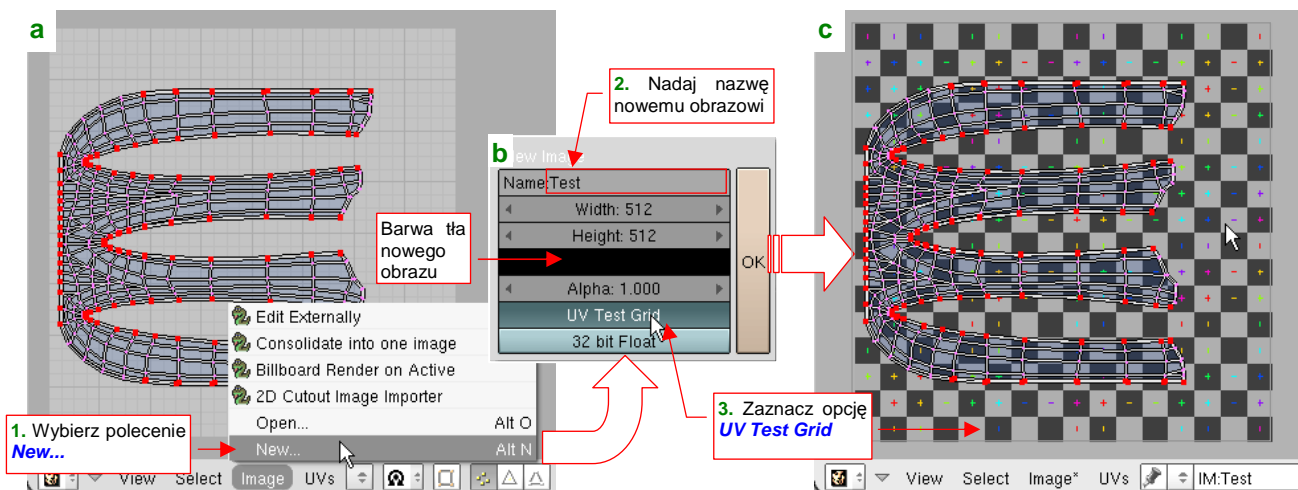 a
b
c
2. Nadaj nazwę
nowemu obrazowi
New Image
Name:Test
Width: 512
Height: 512
Alpha: 1.000
UV Test Grid
32 bit Float
OK
Barwa tła
nowego
obrazu
Edit Externally
Consolidate into one image
Billboard Render on Active
2D Cutout Image Importer
Open... Alt O
New... Alt N
1. Wybierz polecenie
New...
3. Zaznacz opcję
UV Test Grid
View Select Image UVs
View Select Image* UVs IM:Test